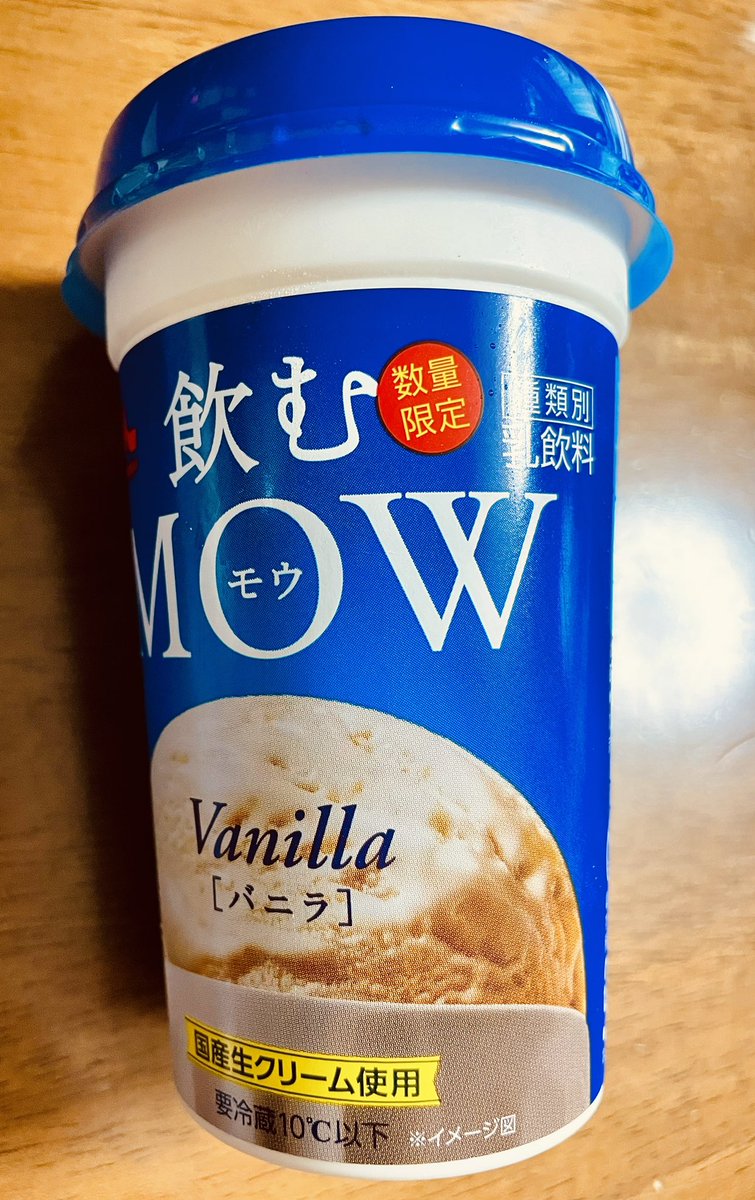 飲む
数量
限定
種類別
乳飲料
MOW
モウ
Vanilla
[バニラ]
国産生クリーム使用
要冷蔵10℃以下
※イメージ図